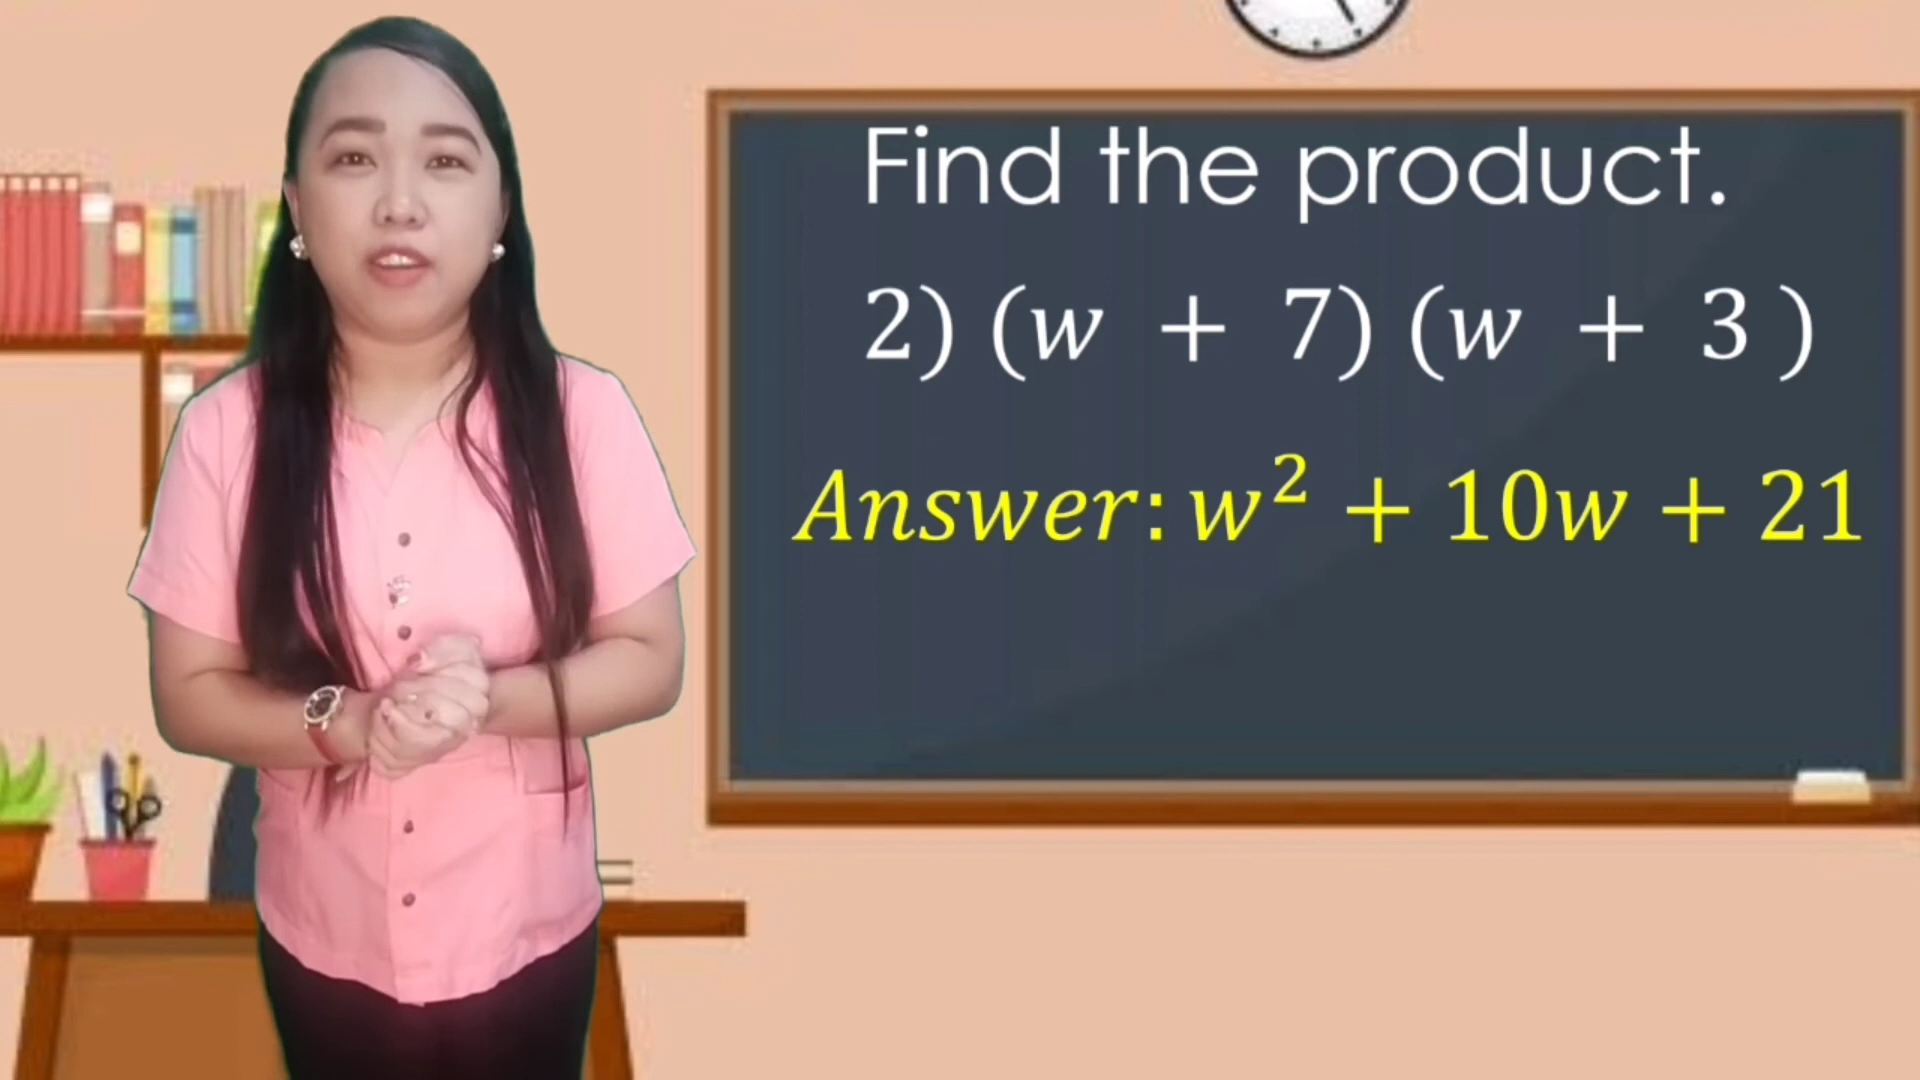 Find the product.
2) (w + 7) (w + 3 )
Answer: w² + 10w + 21